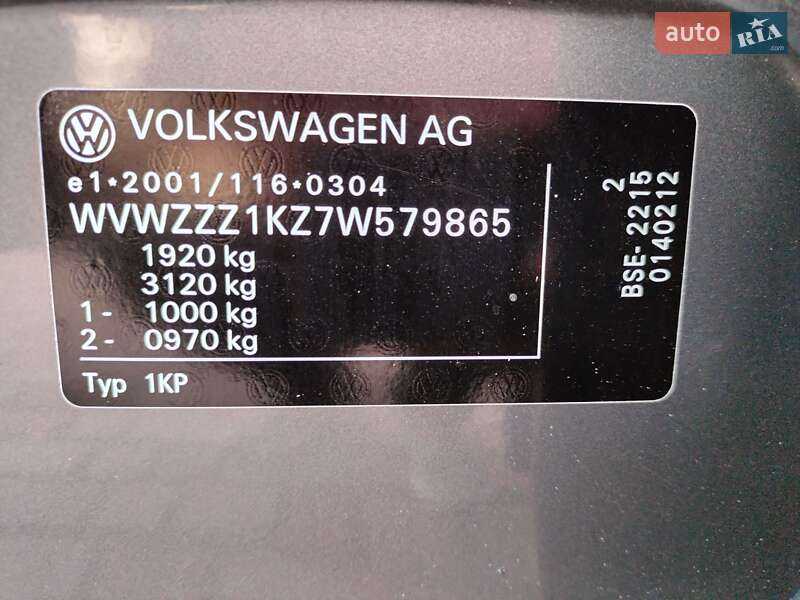 auto RIA.com
VOLKSWAGEN AG
e1*2001/116*0304
WVWZZZ1KZ7W579865
1920 kg
3120 kg
1 - 1000 kg
2 - 0970 kg
Typ 1KP
2
BSE- 2215
0140212